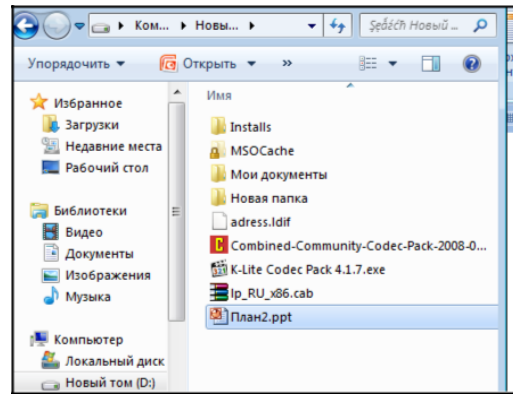 Ком... Новы...
Упорядочить Открыть »
Избранное
Загрузки
Недавние места
Рабочий стол
Библиотеки
Видео
Документы
Изображения
Музыка
Компьютер
Локальный диск
Новый том (D:)
Имя
Installs
MSOCache
Мои документы
Новая папка
adress.ldif
Combined-Community-Codec-Pack-2008-0...
K-Lite Codec Pack 4.1.7.exe
lp_RU_x86.cab
План2.ppt